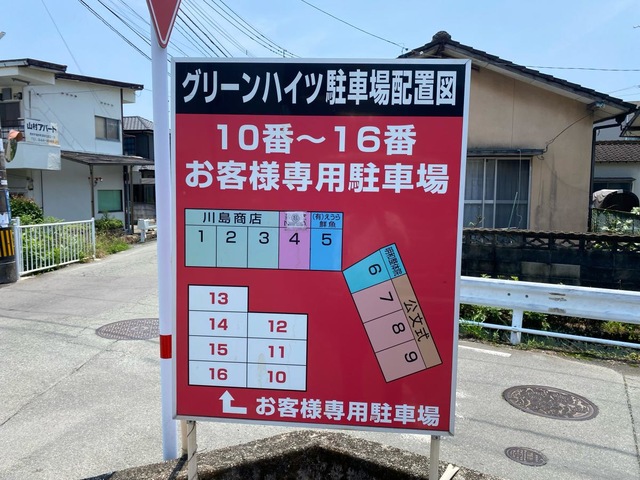 グリーンハイツ駐車場配置図
10番～16番
お客様専用駐車場
川島商店
(有)えうら
鮮魚
1 2 3 4 5
6
7 8 9
公文式
13
14 12
15 11
16 10
お客様専用駐車場
山村アパート